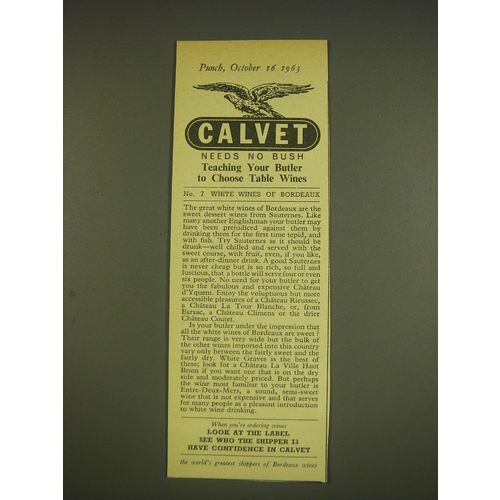 Punch, October 16 1963
CALVET
NEEDS NO BUSH
Teaching Your Butler
to Choose Table Wines
No. 7 WHITE WINES OF BORDEAUX
The great white wines of Bordeaux are the
sweet dessert wines from Sauternes. Like
many another Englishman your butler may
have been prejudiced against them by
drinking them for the first time tepid, and
with fish. Try Sauternes as it should be
drunk—well chilled and served with the
sweet course, with fruit, even, if you like,
as an after-dinner drink. A good Sauternes
is never cheap but is so rich, so full and
luscious, that a bottle will serve four or even
six people. No need for your butler to get
you the fabulous and expensive Château
d'Yquem. Enjoy the voluptuous but more
accessible pleasures of a Château Rieussec,
a Château La Tour Blanche, or, from
Barsac, a Château Climens or the drier
Château Coutet.
Is your butler under the impression that
all the white wines of Bordeaux are sweet?
Their range is very wide but the bulk of
the other wines imported into this country
vary only between the fairly sweet and the
fairly dry. White Graves is the best of
these; look for a Château La Ville Haut
Brion if you want one that is on the dry
side and moderately priced. But perhaps
the wine most familiar to your butler is
Entre-Deux-Mers, a sound, semi-sweet
wine that is not expensive and that serves
for many people as a pleasant introduction
to white wine drinking.
When you're ordering wines
LOOK AT THE LABEL
SEE WHO THE SHIPPER IS
HAVE CONFIDENCE IN CALVET
the world's greatest shippers of Bordeaux wines